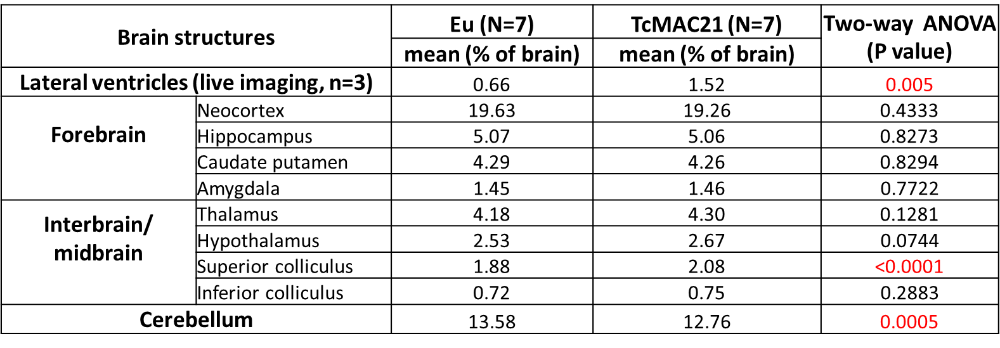 Brain structures Eu (N=7) TcMAC21 (N=7) Two-way ANOVA (P value)
mean (% of brain) mean (% of brain)
Lateral ventricles (live imaging, n=3) 0.66 1.52 0.005
Forebrain Neocortex 19.63 19.26 0.4333
Hippocampus 5.07 5.06 0.8273
Caudate putamen 4.29 4.26 0.8294
Amygdala 1.45 1.46 0.7722
Interbrain/ midbrain Thalamus 4.18 4.30 0.1281
Hypothalamus 2.53 2.67 0.0744
Superior colliculus 1.88 2.08 <0.0001
Inferior colliculus 0.72 0.75 0.2883
Cerebellum 13.58 12.76 0.0005